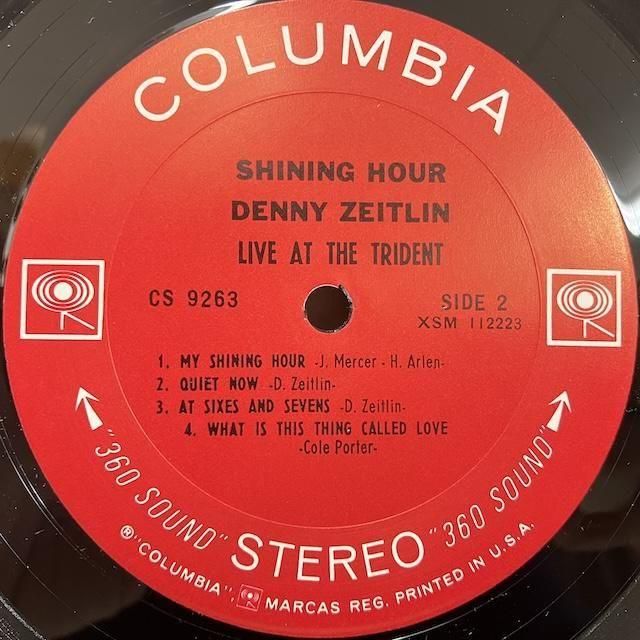 COLUMBIA
SHINING HOUR
DENNY ZEITLIN
LIVE AT THE TRIDENT
CS 9263
SIDE 2
XSM 112223
1. MY SHINING HOUR -J. Mercer - H. Arlen-
2. QUIET NOW -D. Zeitlin-
3. AT SIXES AND SEVENS -D. Zeitlin-
4. WHAT IS THIS THING CALLED LOVE
-Cole Porter-
"360 SOUND" STEREO "360 SOUND"
® "COLUMBIA", MARCAS REG. PRINTED IN U.S.A.